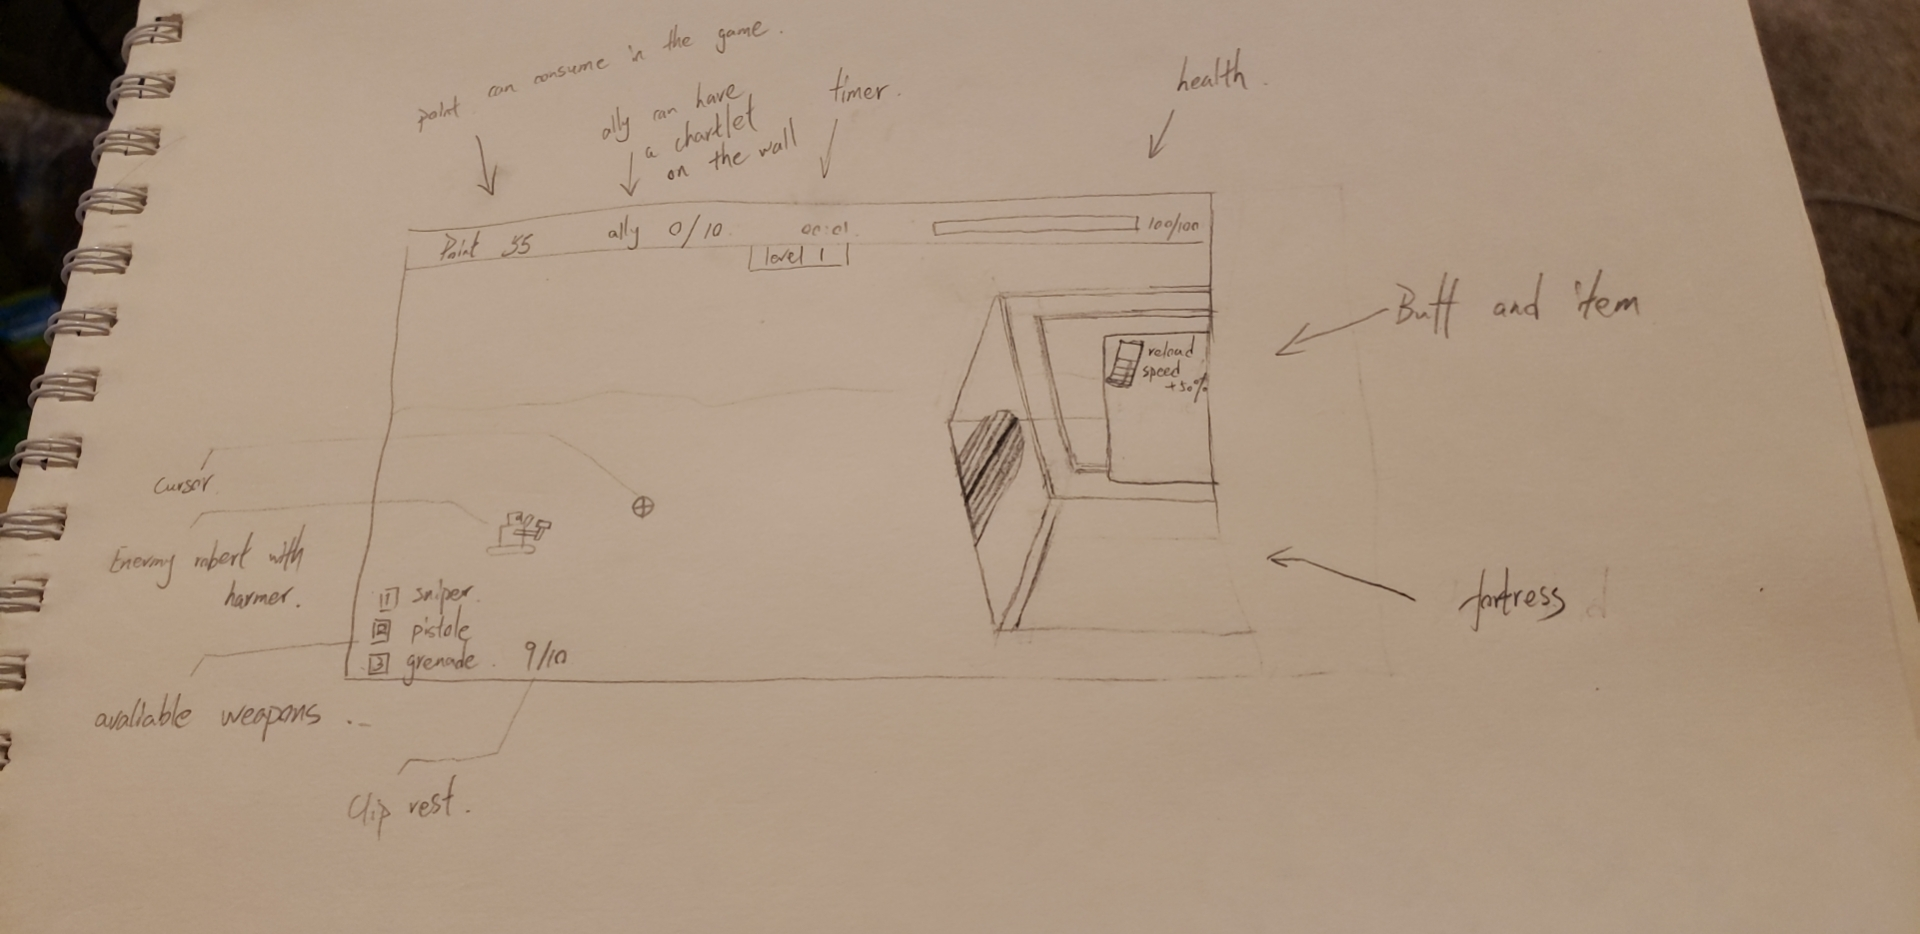 point can consume in the game.
ally can have
a chartlet
on the wall
timer.
health.
Point 55
ally 0/10
00:01
100/100
level 1
Buff and item
reload
speed
+50%
cursor
Enermy robert with
harmer.
1 sniper.
2 pistole
3 grenade. 9/10
fortress
avaliable weapons
Clip rest.